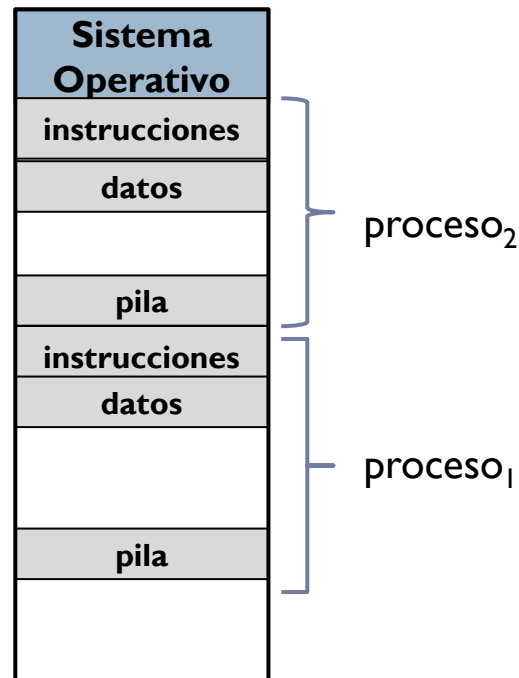 Sistema
Operativo
instrucciones
datos
pila
proceso₂
instrucciones
datos
pila
proceso₁